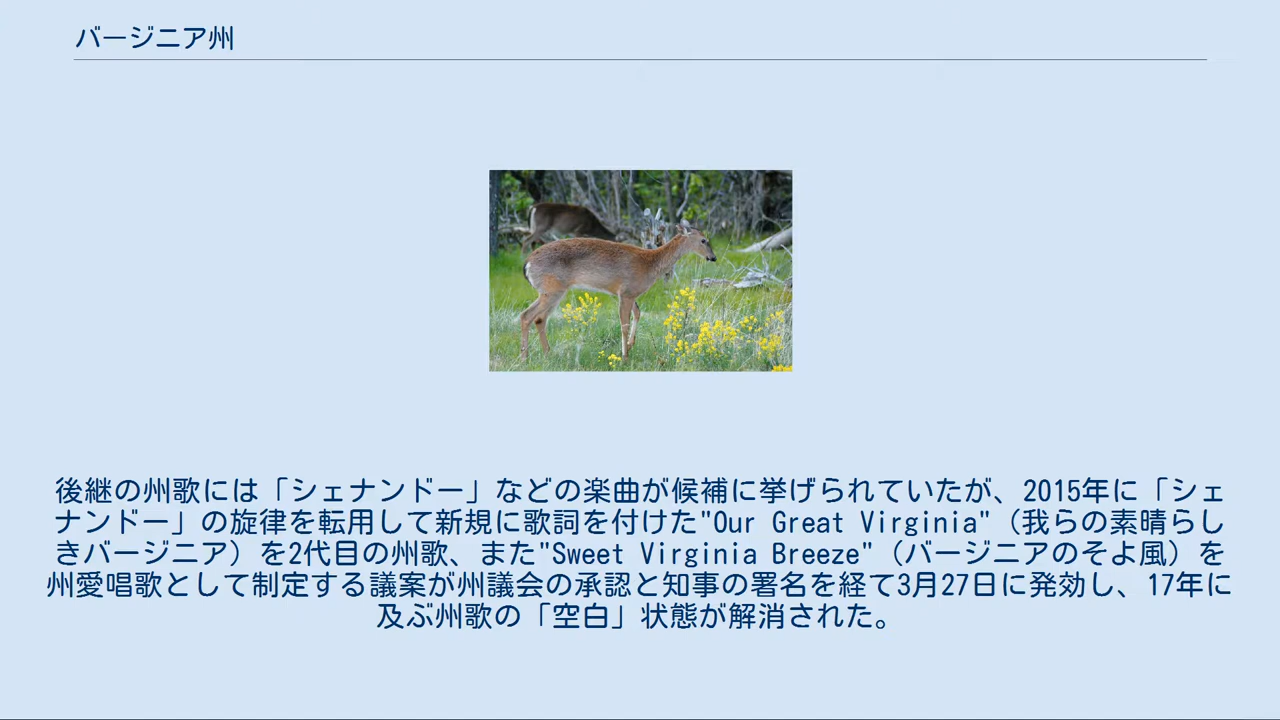 バージニア州
後継の州歌には「シェナンドー」などの楽曲が候補に挙げられていたが、2015年に「シェ
ナンドー」の旋律を転用して新規に歌詞を付けた"Our Great Virginia"（我らの素晴らし
きバージニア）を2代目の州歌、また"Sweet Virginia Breeze"（バージニアのそよ風）を
州愛唱歌として制定する議案が州議会の承認と知事の署名を経て3月27日に発効し、17年に
及ぶ州歌の「空白」状態が解消された。